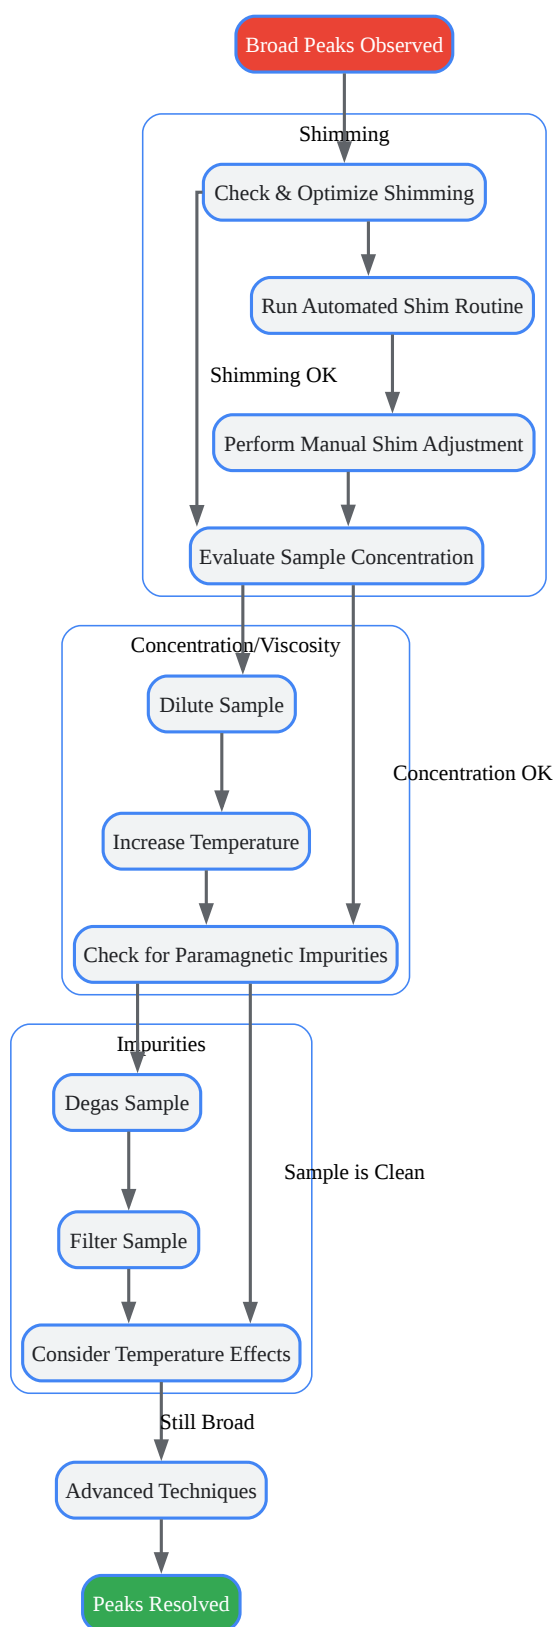 Broad Peaks Observed
Shimming
Check & Optimize Shimming
Run Automated Shim Routine
Shimming OK
Perform Manual Shim Adjustment
Evaluate Sample Concentration
Concentration/Viscosity
Dilute Sample
Concentration OK
Increase Temperature
Check for Paramagnetic Impurities
Impurities
Degas Sample
Sample is Clean
Filter Sample
Consider Temperature Effects
Still Broad
Advanced Techniques
Peaks Resolved